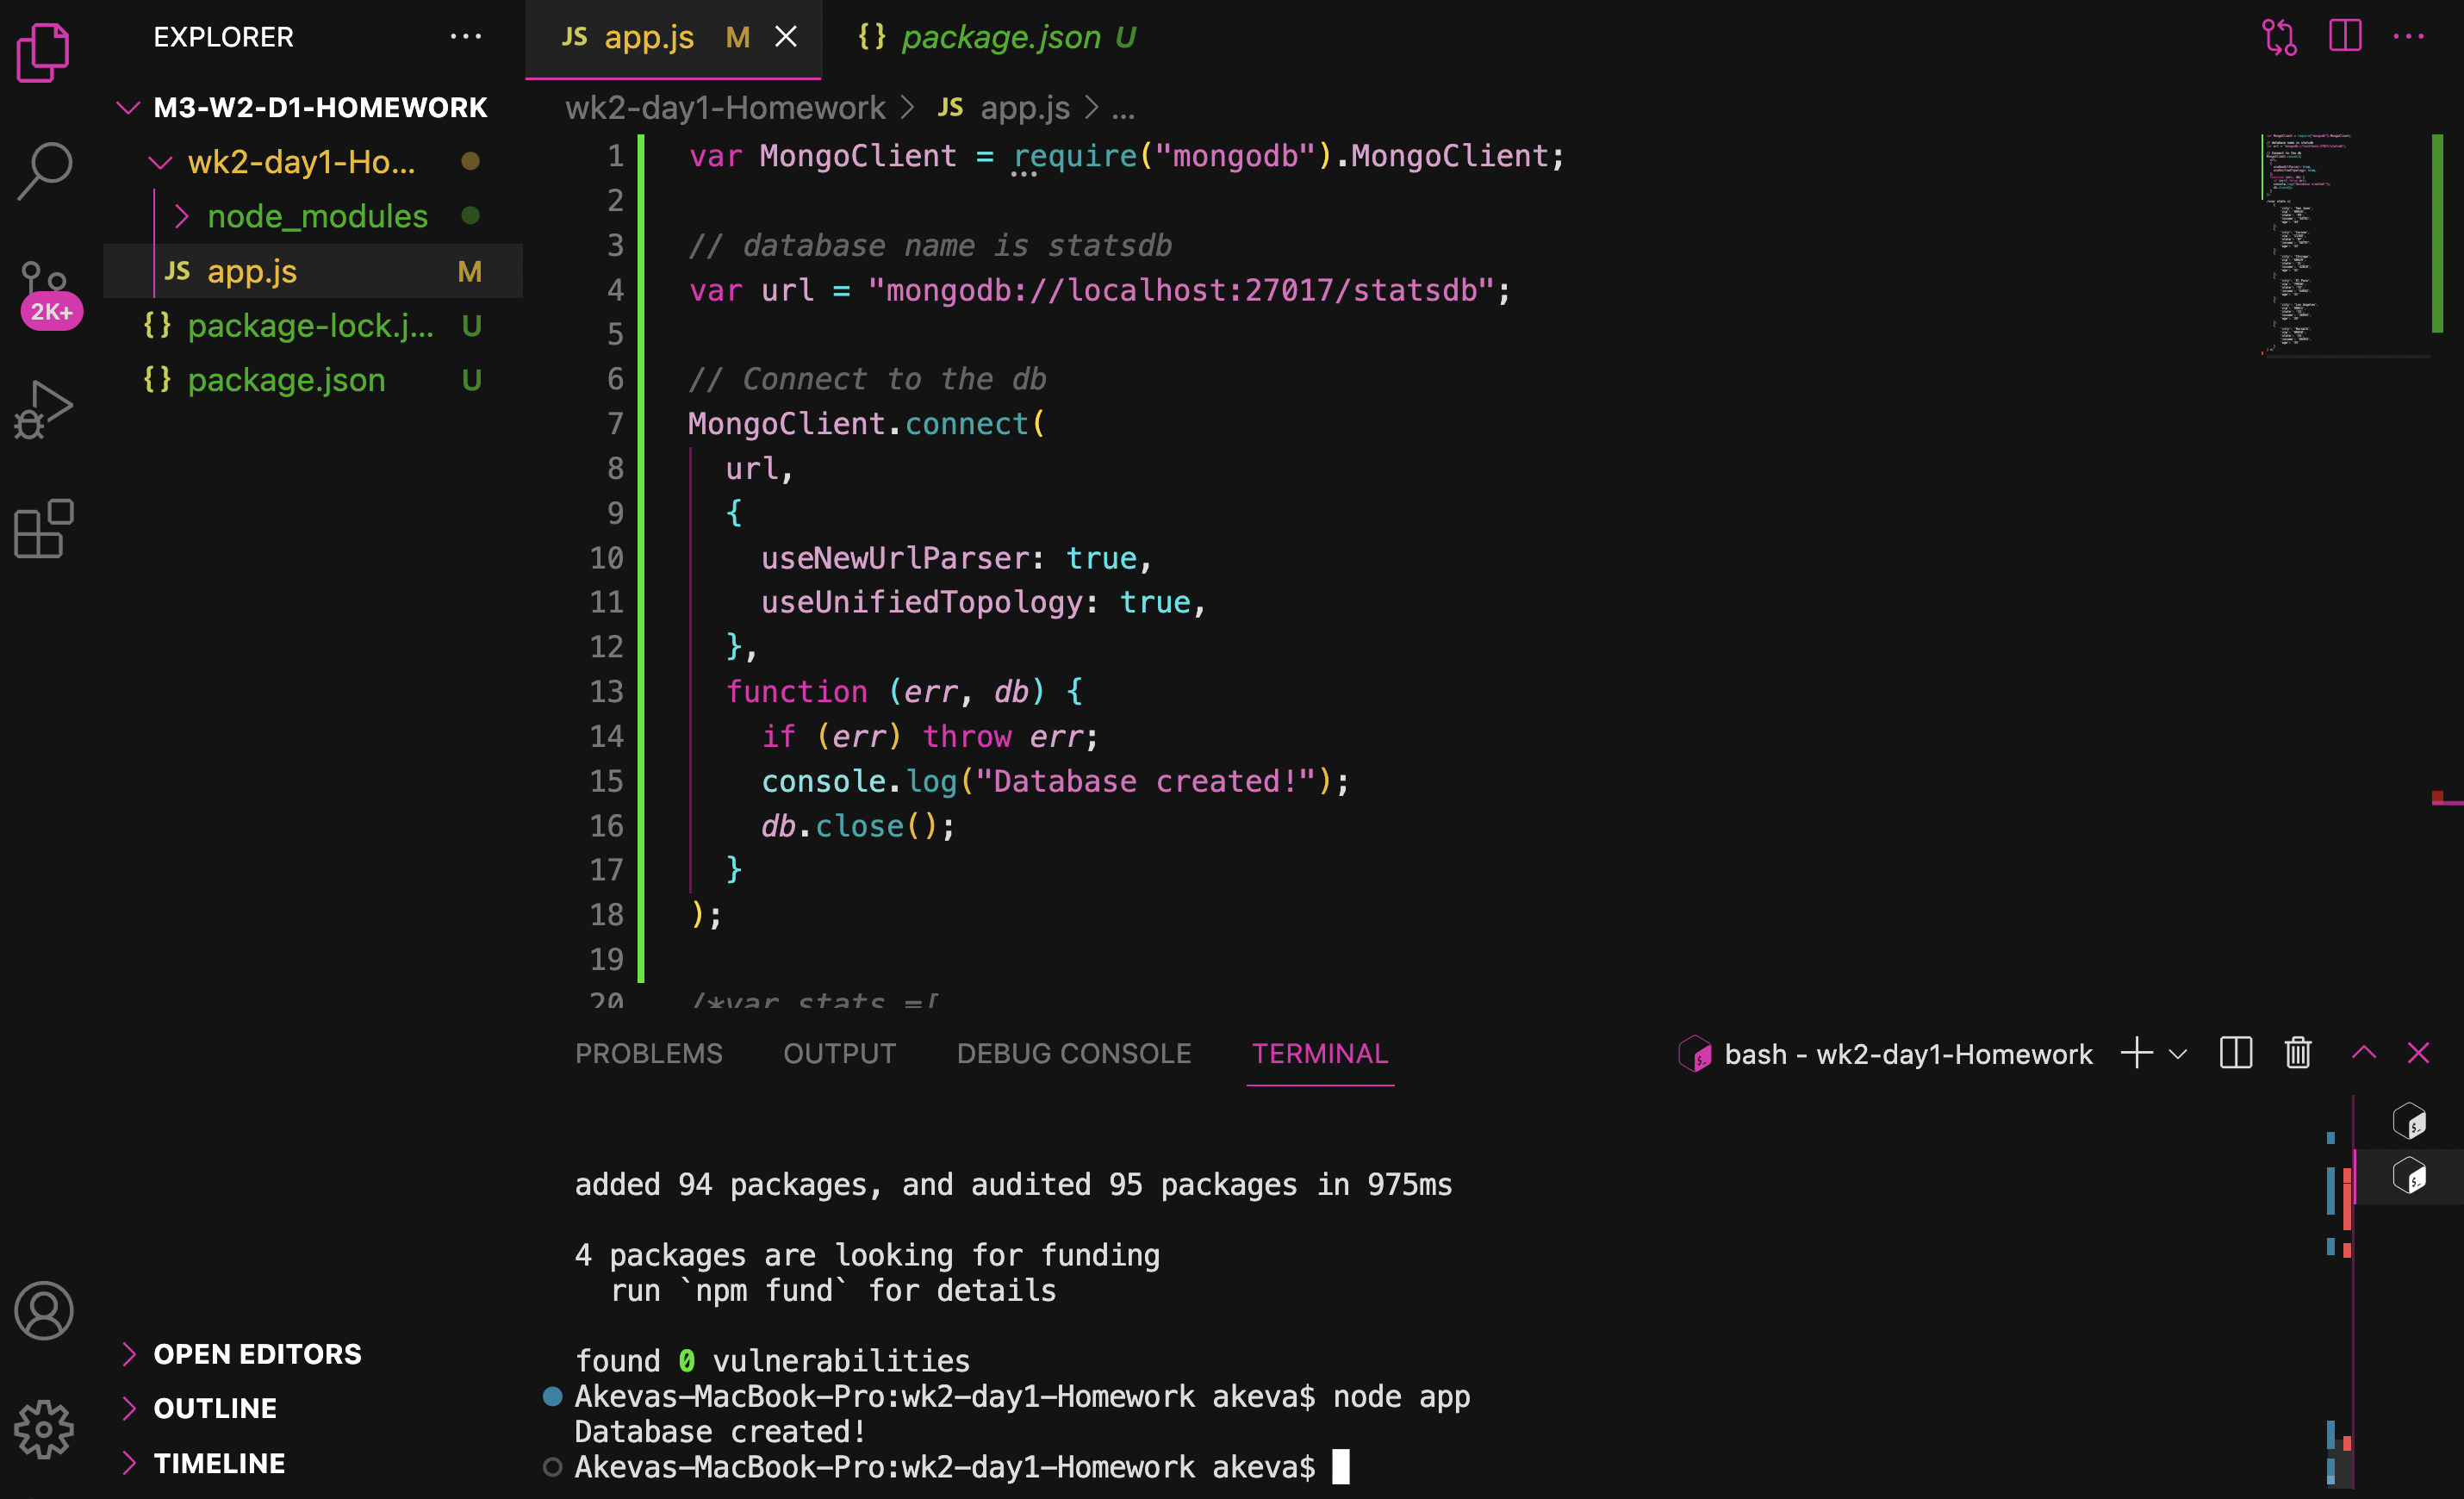 EXPLORER
M3-W2-D1-HOMEWORK
wk2-day1-Ho...
node_modules
JS app.js M
{} package-lock.j... U
{} package.json U
2K+
OPEN EDITORS
OUTLINE
TIMELINE
JS app.js M
{} package.json U
wk2-day1-Homework > JS app.js > ...
1 var MongoClient = require("mongodb").MongoClient;
2
3 // database name is statsdb
4 var url = "mongodb://localhost:27017/statsdb";
5
6 // Connect to the db
7 MongoClient.connect(
8 url,
9 {
10 useNewUrlParser: true,
11 useUnifiedTopology: true,
12 },
13 function (err, db) {
14 if (err) throw err;
15 console.log("Database created!");
16 db.close();
17 }
18 );
19
20 /*var stats =[
PROBLEMS OUTPUT DEBUG CONSOLE TERMINAL
bash - wk2-day1-Homework
added 94 packages, and audited 95 packages in 975ms
4 packages are looking for funding
run `npm fund` for details
found 0 vulnerabilities
Akevas-MacBook-Pro:wk2-day1-Homework akeva$ node app
Database created!
Akevas-MacBook-Pro:wk2-day1-Homework akeva$